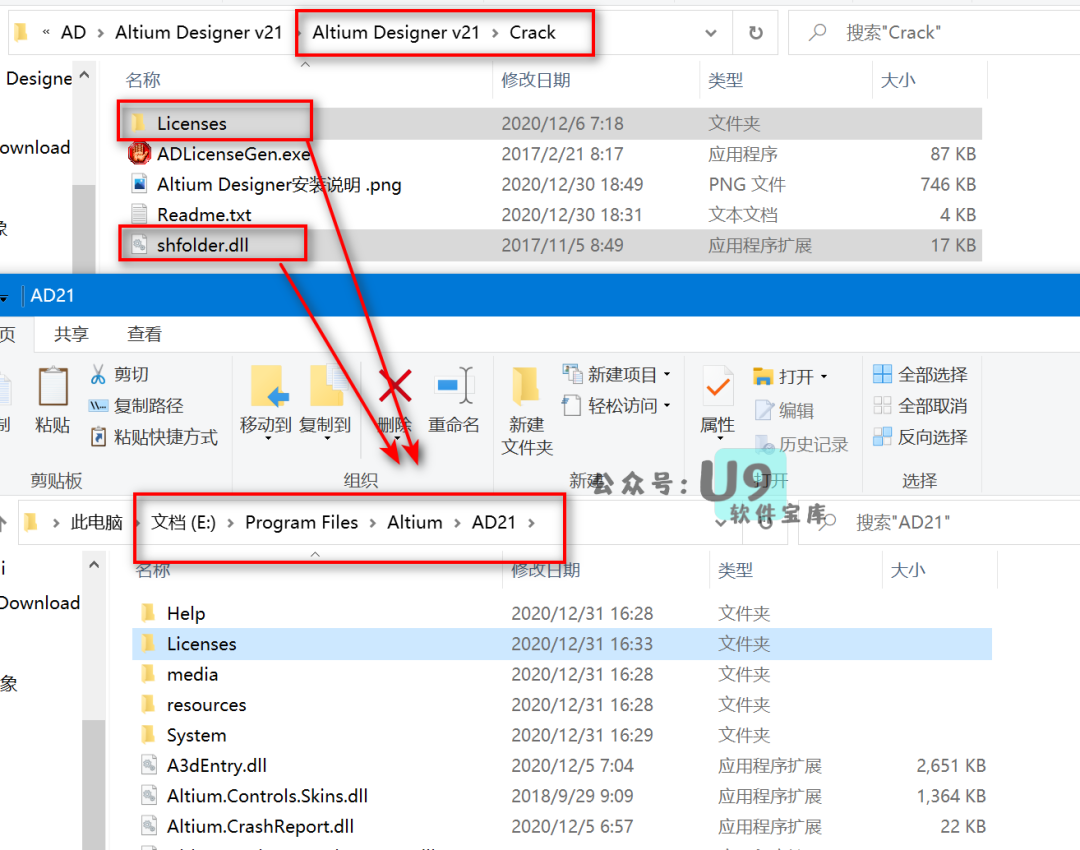 « AD › Altium Designer v21 › Altium Designer v21 › Crack 搜索"Crack"
Designe 名称 修改日期 类型 大小
Licenses 2020/12/6 7:18 文件夹
ownload ADLicenseGen.exe 2017/2/21 8:17 应用程序 87 KB
Altium Designer安装说明 .png 2020/12/30 18:49 PNG 文件 746 KB
Readme.txt 2020/12/30 18:31 文本文档 4 KB
象 shfolder.dll 2017/11/5 8:49 应用程序扩展 17 KB
AD21
页 共享 查看
制 粘贴 剪切 复制路径 粘贴快捷方式
移动到 复制到 删除 重命名
新建文件夹 新建项目 轻松访问
属性 打开 编辑 历史记录
全部选择 全部取消 反向选择
剪贴板 组织 新建 打开 选择
公众号: U9 软件宝库
› 此电脑 › 文档 (E:) › Program Files › Altium › AD21 › 搜索"AD21"
名称 修改日期 类型 大小
Download Help 2020/12/31 16:28 文件夹
Licenses 2020/12/31 16:33 文件夹
象 media 2020/12/31 16:28 文件夹
resources 2020/12/31 16:28 文件夹
System 2020/12/31 16:29 文件夹
A3dEntry.dll 2020/12/5 7:04 应用程序扩展 2,651 KB
Altium.Controls.Skins.dll 2018/9/29 9:09 应用程序扩展 1,364 KB
Altium.CrashReport.dll 2020/12/5 6:57 应用程序扩展 22 KB